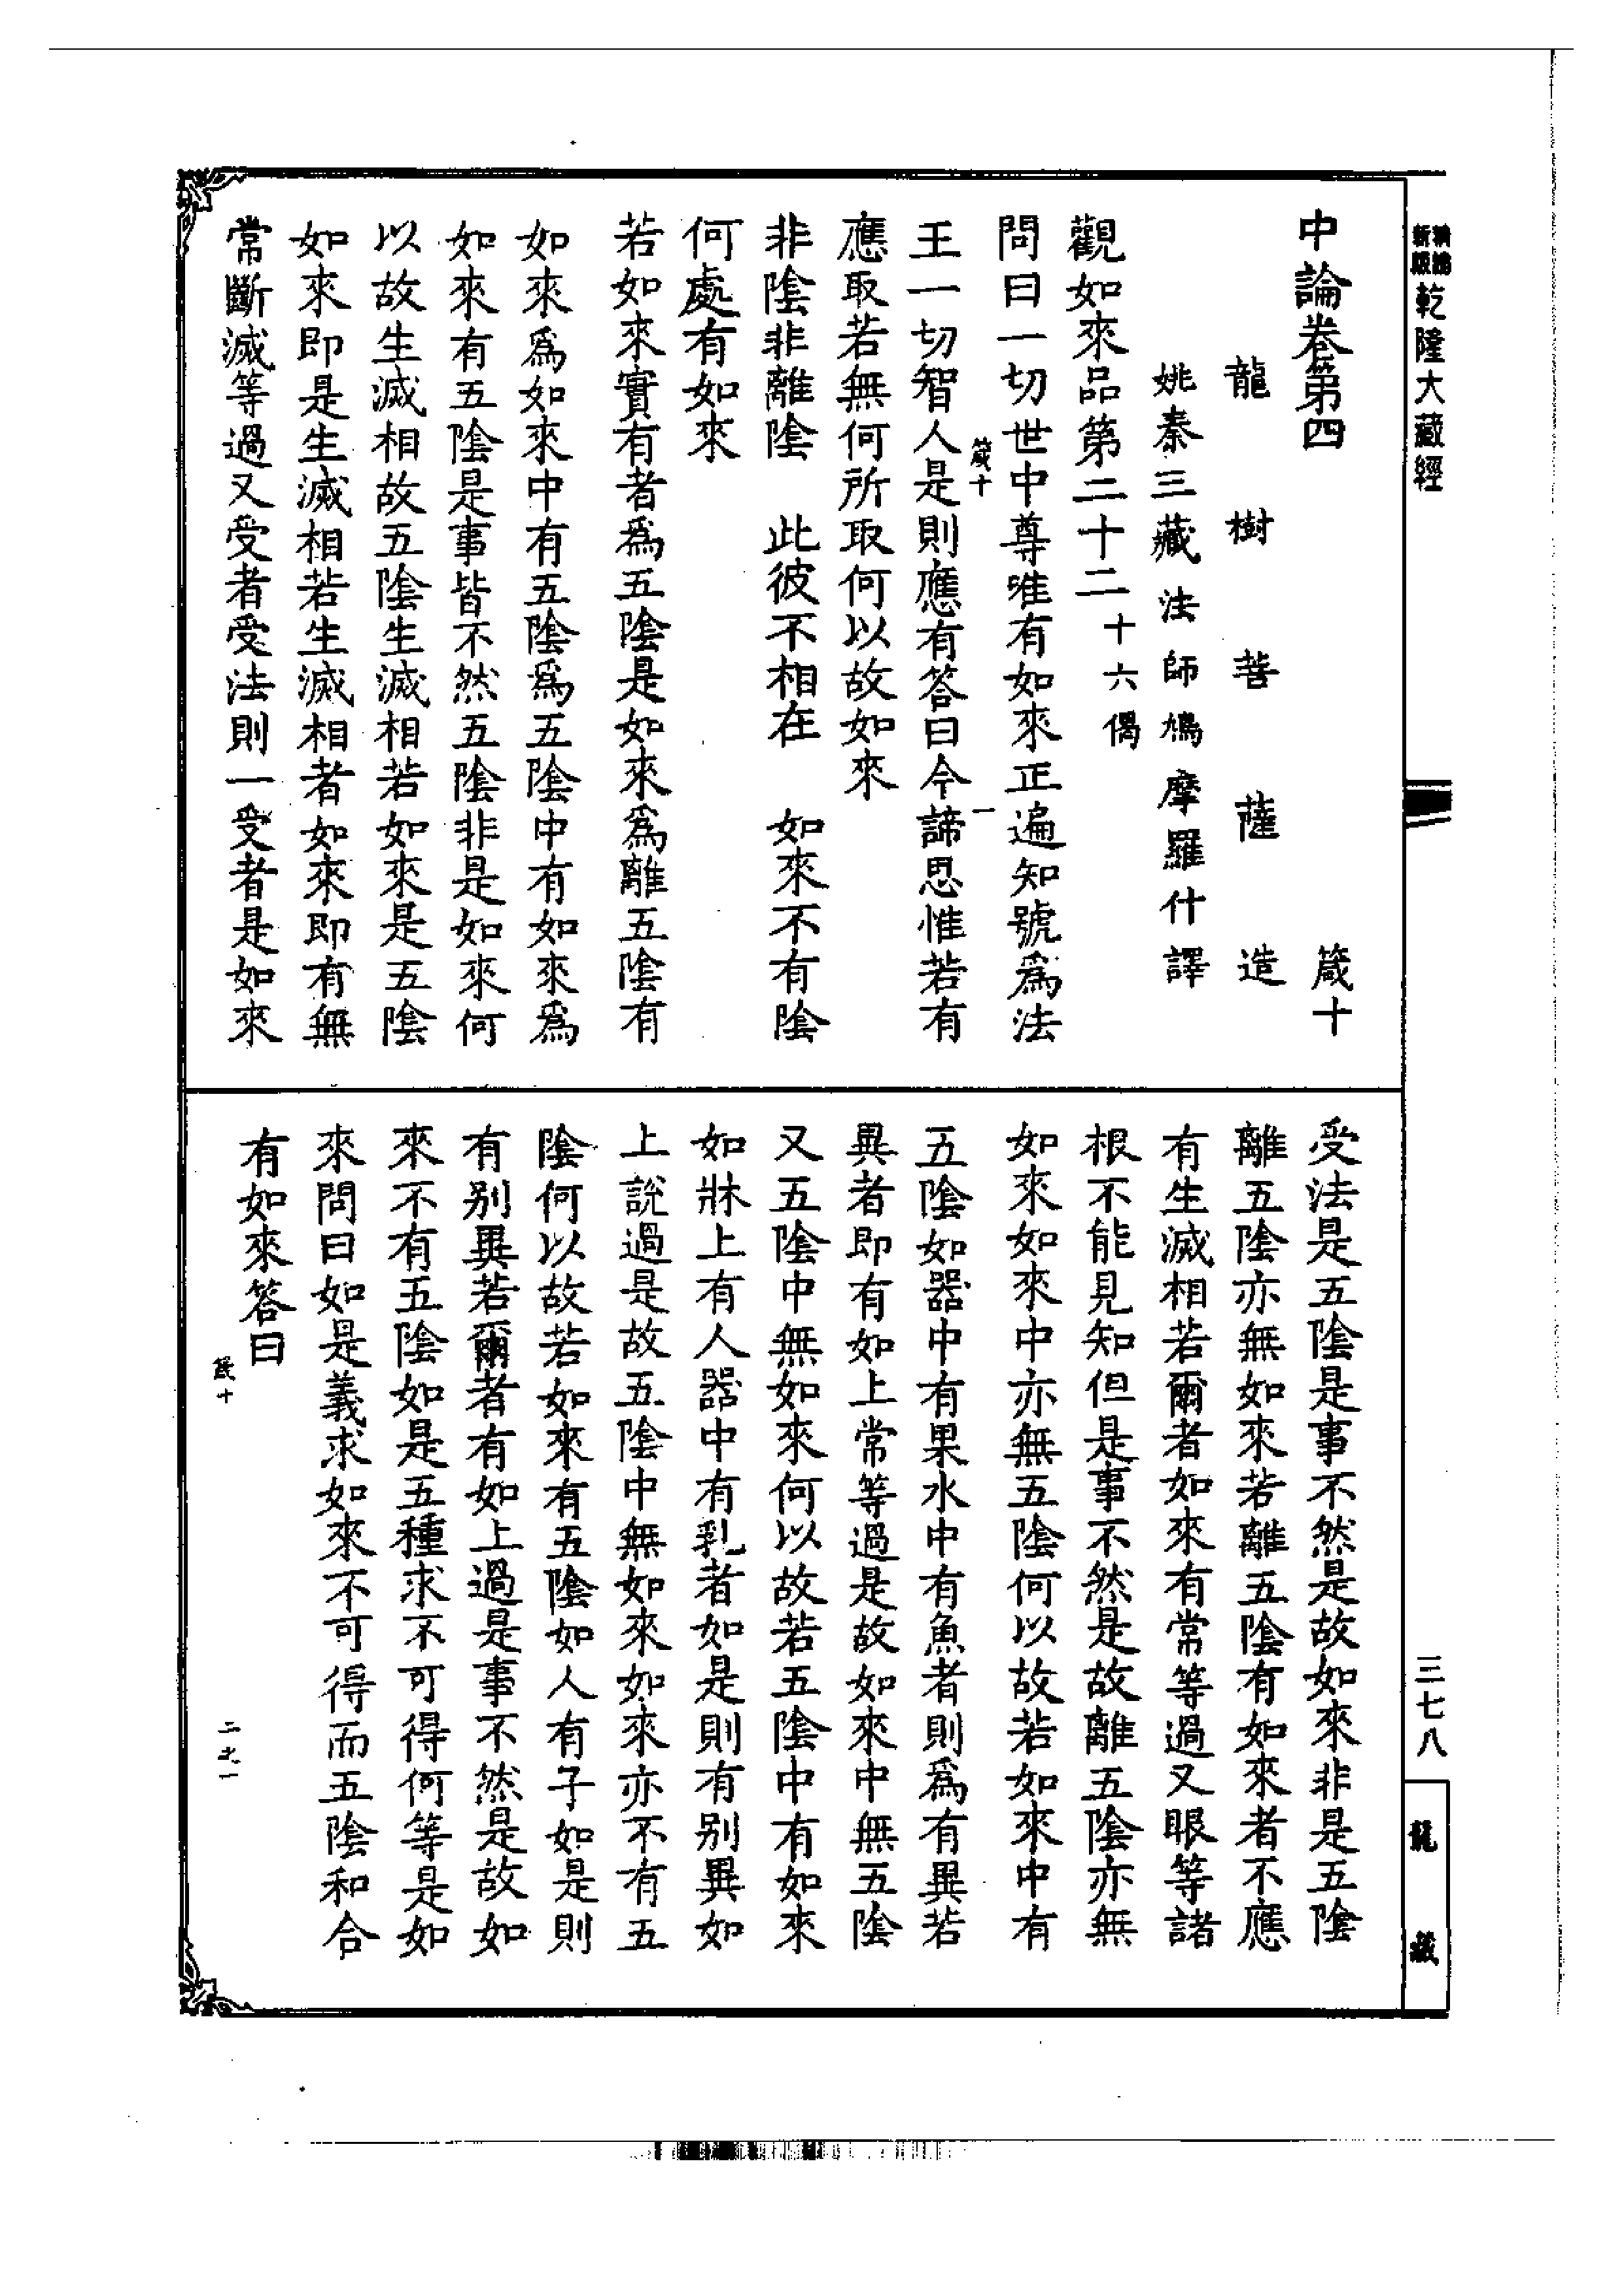 乾隆大藏經
三七八
龍藏
中論卷第四 箴十
龍樹菩薩造
姚秦三藏法師鳩摩羅什譯
觀如來品第二十二十六偈
問曰一切世中尊唯有如來正遍知號爲法
箴十 一
王一切智人是則應有答曰今諦思惟若有
應取若無何所取何以故如來
非陰非離陰 此彼不相在 如來不有陰
何處有如來
若如來實有者爲五陰是如來爲離五陰有
如來爲如來中有五陰爲五陰中有如來爲
如來有五陰是事皆不然五陰非是如來何
以故生滅相故五陰生滅相若如來是五陰
如來即是生滅相若生滅相者如來即有無
常斷滅等過又受者受法則一受者是如來
受法是五陰是事不然是故如來非是五陰
離五陰亦無如來若離五陰有如來者不應
有生滅相若爾者如來有常等過又眼等諸
根不能見知但是事不然是故離五陰亦無
如來如來中亦無五陰何以故若如來中有
五陰如器中有果水中有魚者則爲有異若
異者即有如上常等過是故如來中無五陰
又五陰中無如來何以故若五陰中有如來
如牀上有人器中有乳者如是則有別異如
上說過是故五陰中無如來如來亦不有五
陰何以故若如來有五陰如人有子如是則
有別異若爾者有如上過是事不然是故如
來不有五陰如是五種求不可得何等是如
來問曰如是義求如來不可得而五陰和合
有如來答曰
箴十 二之一